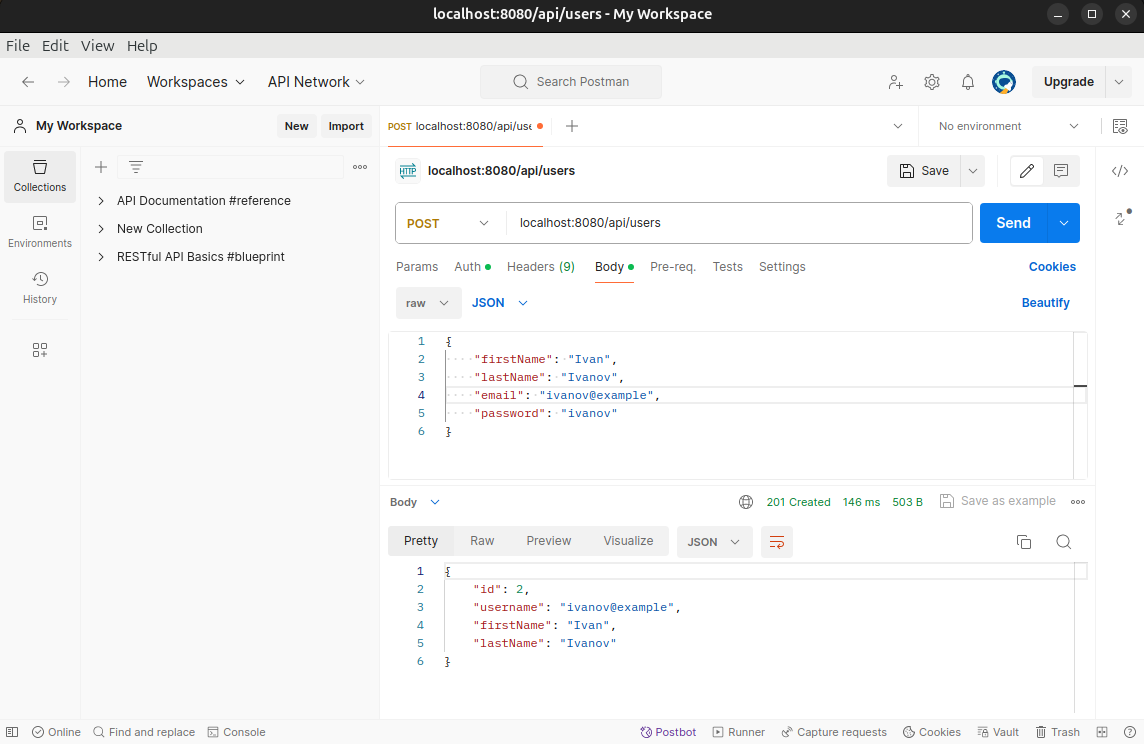 localhost:8080/api/users - My Workspace
File Edit View Help
Home Workspaces API Network Search Postman Upgrade
My Workspace New Import
POST localhost:8080/api/use
No environment
Collections
Environments
History
API Documentation #reference
New Collection
RESTful API Basics #blueprint
HTTP localhost:8080/api/users Save
POST localhost:8080/api/users Send
Params Auth Headers (9) Body Pre-req. Tests Settings Cookies
raw JSON Beautify
1 {
2 "firstName": "Ivan",
3 "lastName": "Ivanov",
4 "email": "ivanov@example",
5 "password": "ivanov"
6 }
Body 201 Created 146 ms 503 B Save as example
Pretty Raw Preview Visualize JSON
1 {
2 "id": 2,
3 "username": "ivanov@example",
4 "firstName": "Ivan",
5 "lastName": "Ivanov"
6 }
Online Find and replace Console Postbot Runner Capture requests Cookies Vault Trash